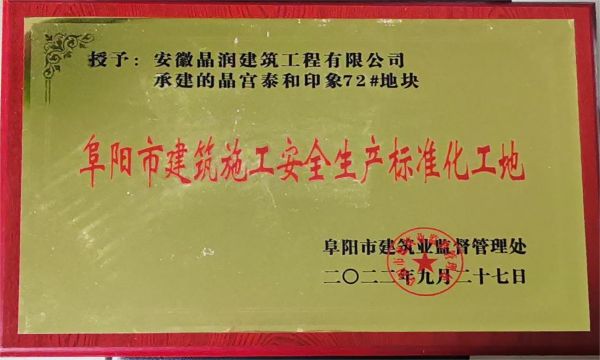 授予：安徽晶润建筑工程有限公司
承建的晶宫泰和印象72#地块
阜阳市建筑施工安全生产标准化工地
阜阳市建筑业监督管理处
二〇二二年九月二十七日